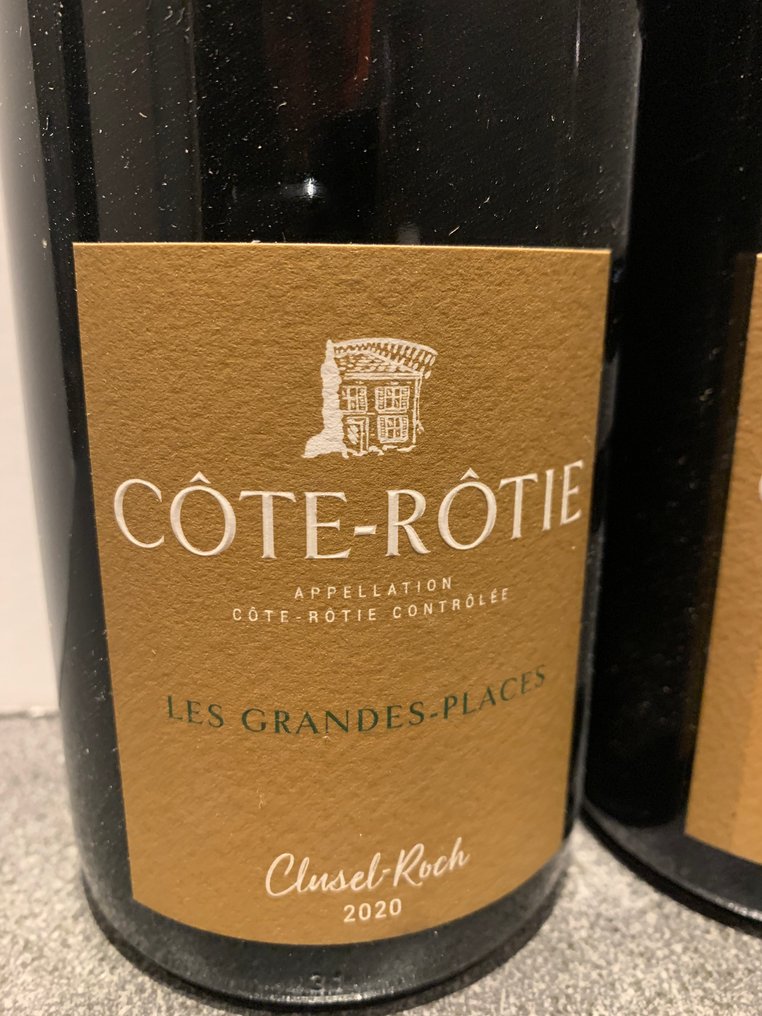 CÔTE-RÔTIE
APPELLATION
CÔTE-RÔTIE CONTRÔLÉE
LES GRANDES-PLACES
Clusel-Roch
2020